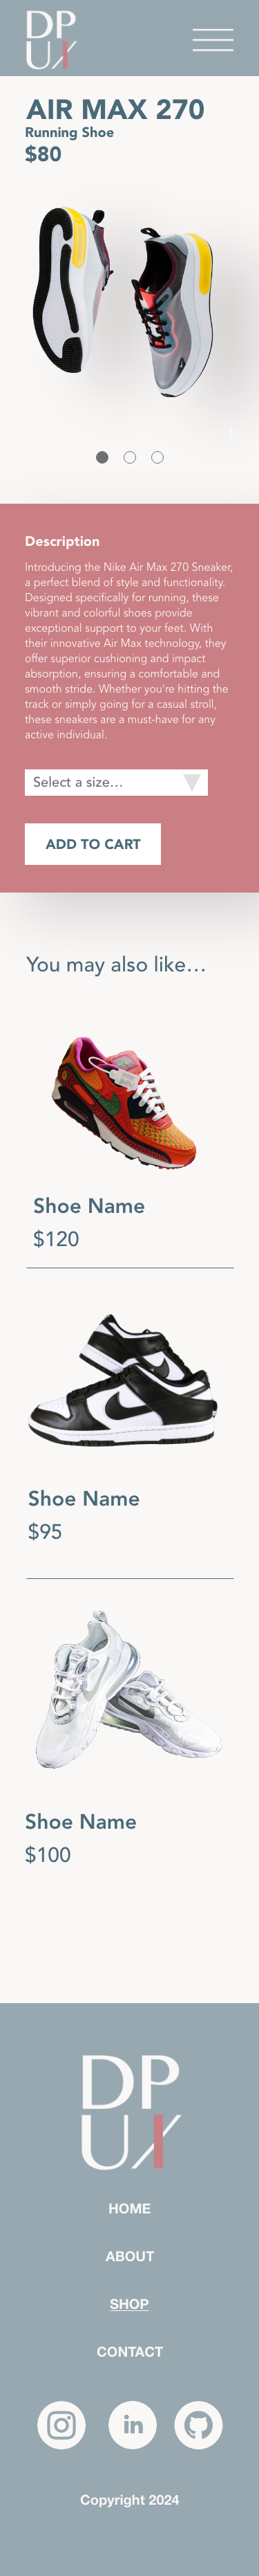 DP
UX
AIR MAX 270
Running Shoe
$80
Description
Introducing the Nike Air Max 270 Sneaker,
a perfect blend of style and functionality.
Designed specifically for running, these
vibrant and colorful shoes provide
exceptional support to your feet. With
their innovative Air Max technology, they
offer superior cushioning and impact
absorption, ensuring a comfortable and
smooth stride. Whether you're hitting the
track or simply going for a casual stroll,
these sneakers are a must-have for any
active individual.
Select a size...
ADD TO CART
You may also like...
Shoe Name
$120
Shoe Name
$95
Shoe Name
$100
DP
UX
HOME
ABOUT
SHOP
CONTACT
in
Copyright 2024